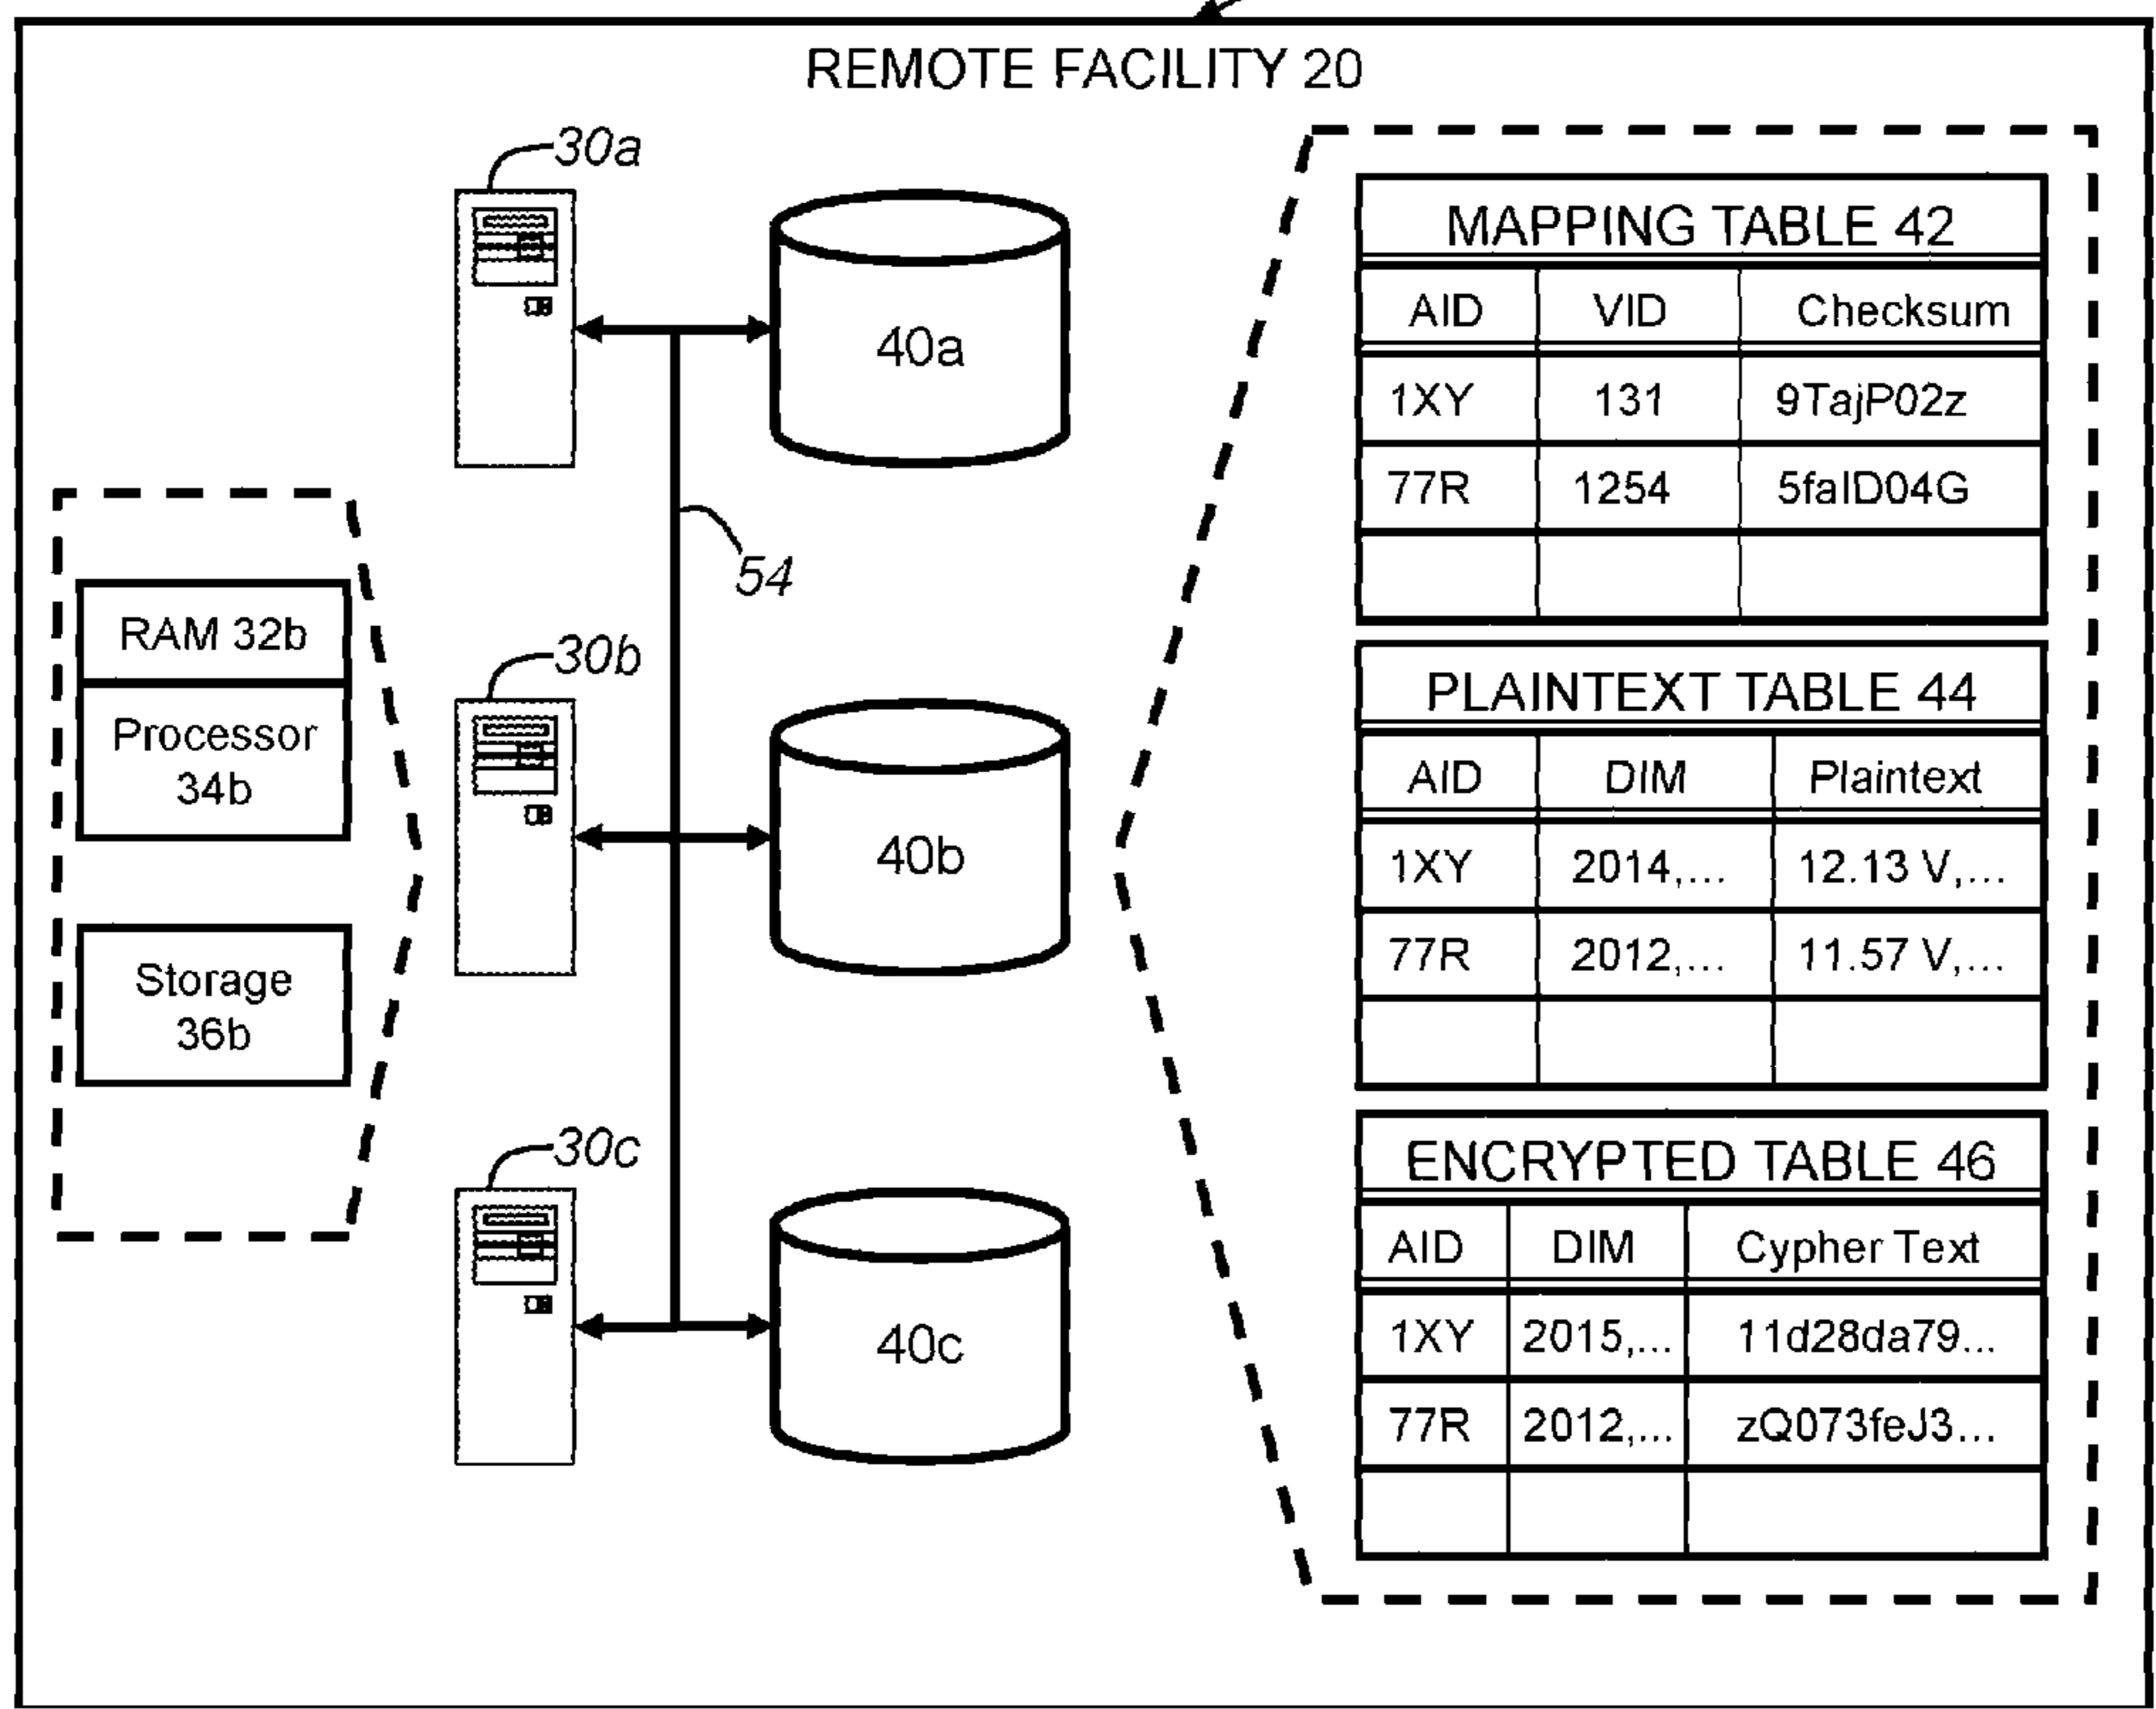 REMOTE FACILITY 20
30a
40a
54
30b
40b
30c
40c
RAM 32b
Processor
34b
Storage
36b
MAPPING TABLE 42
AID VID Checksum
1XY 131 9TajP02z
77R 1254 5falD04G
PLAINTEXT TABLE 44
AID DIM Plaintext
1XY 2014,... 12.13 V,...
77R 2012,... 11.57 V,...
ENCRYPTED TABLE 46
AID DIM Cypher Text
1XY 2015,... 11d28da79...
77R 2012,... zQ073feJ3...